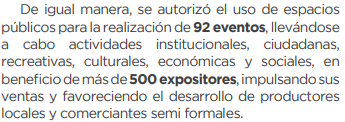 De igual manera, se autorizó el uso de espacios
públicos para la realización de 92 eventos, llevándose
a cabo actividades institucionales, ciudadanas,
recreativas, culturales, económicas y sociales, en
beneficio de más de 500 expositores, impulsando sus
ventas y favoreciendo el desarrollo de productores
locales y comerciantes semi formales.